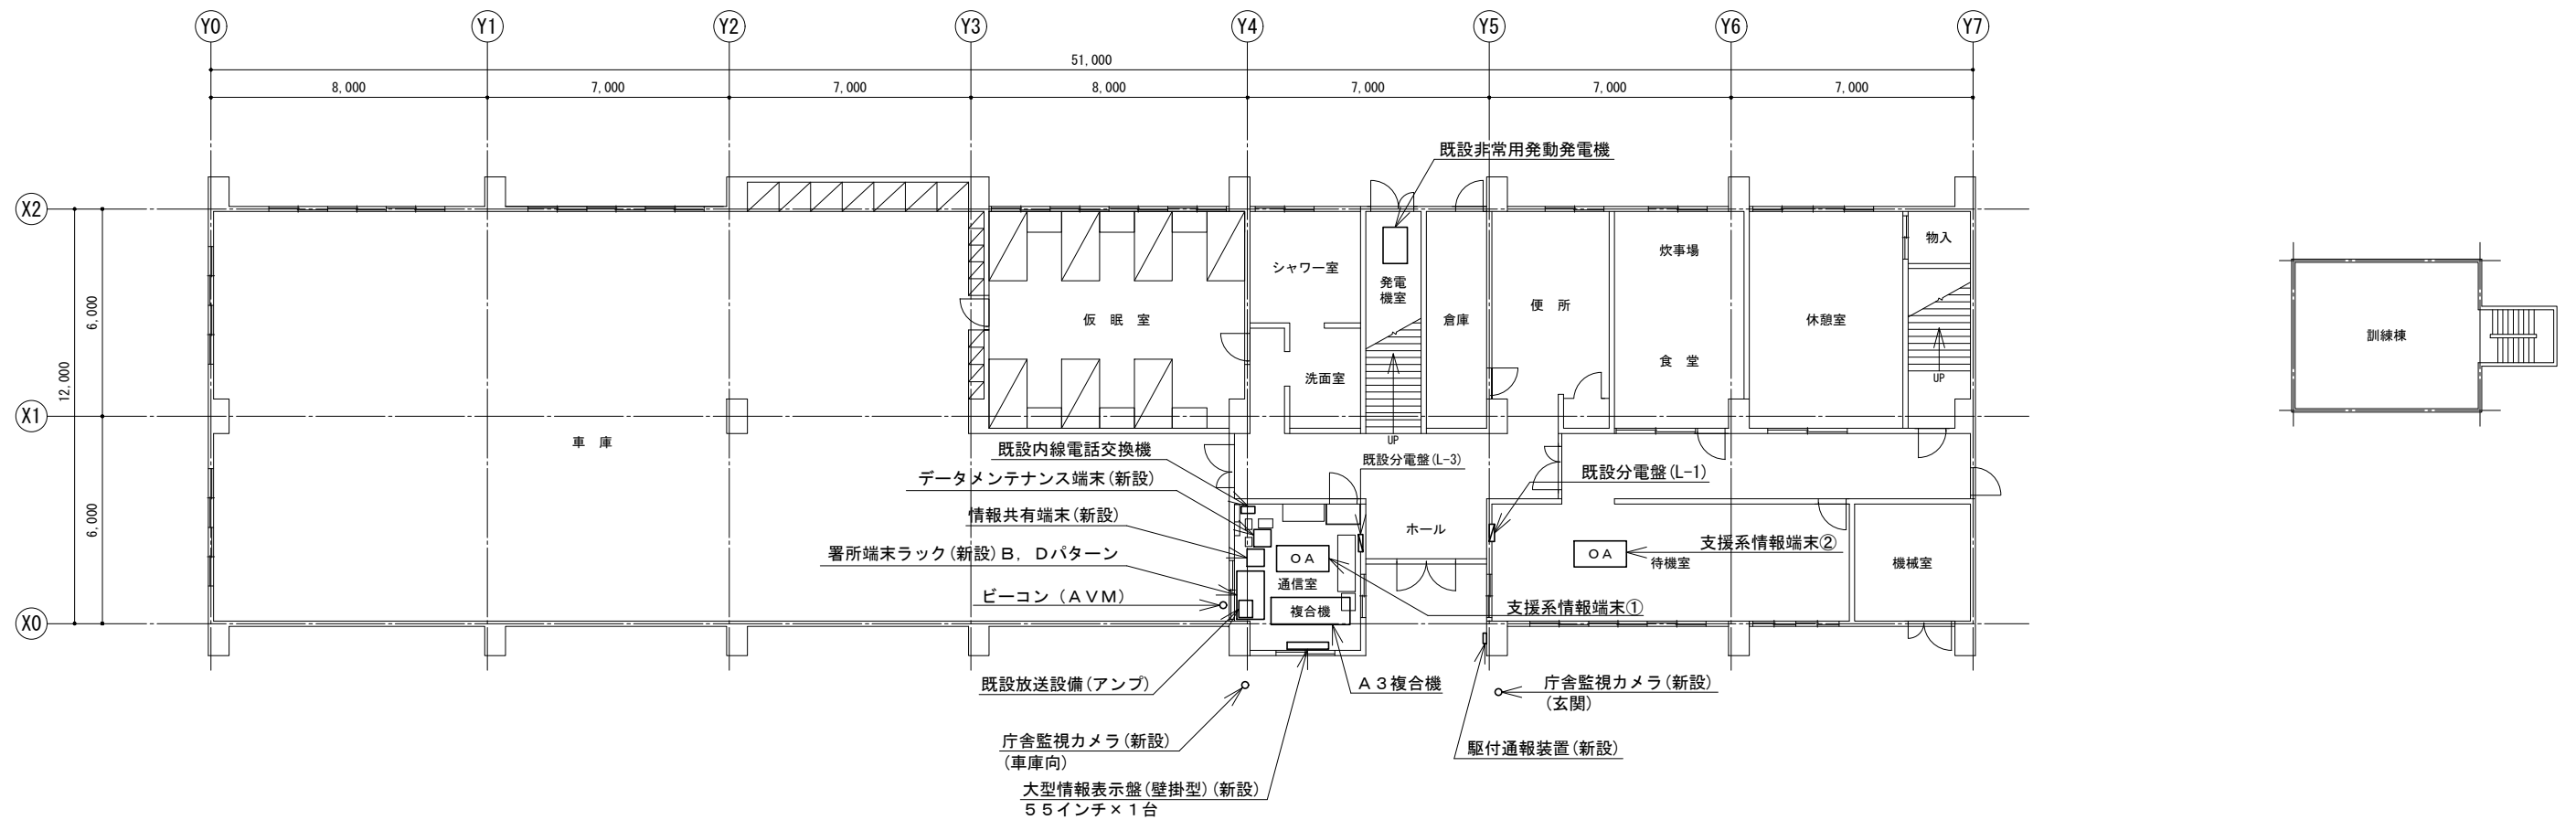 Y0 Y1 Y2 Y3 Y4 Y5 Y6 Y7
51,000
8,000 7,000 7,000 8,000 7,000 7,000 7,000
既設非常用発動発電機
X2
X1
X0
6,000
12,000
6,000
車 庫
仮 眠 室
シャワー室
洗面室
発電
機室
UP
倉庫
便 所
炊事場
食 堂
休憩室
物入
UP
訓練棟
既設内線電話交換機
データメンテナンス端末(新設)
情報共有端末(新設)
署所端末ラック(新設)B, Dパターン
ビーコン（AVM）
既設分電盤(L-3)
既設分電盤(L-1)
ホール
OA
通信室
複合機
OA
待機室
機械室
支援系情報端末②
支援系情報端末①
既設放送設備(アンプ)
A3複合機
庁舎監視カメラ(新設)
(玄関)
庁舎監視カメラ(新設)
(車庫向)
駆付通報装置(新設)
大型情報表示盤(壁掛型)(新設)
55インチ×1台